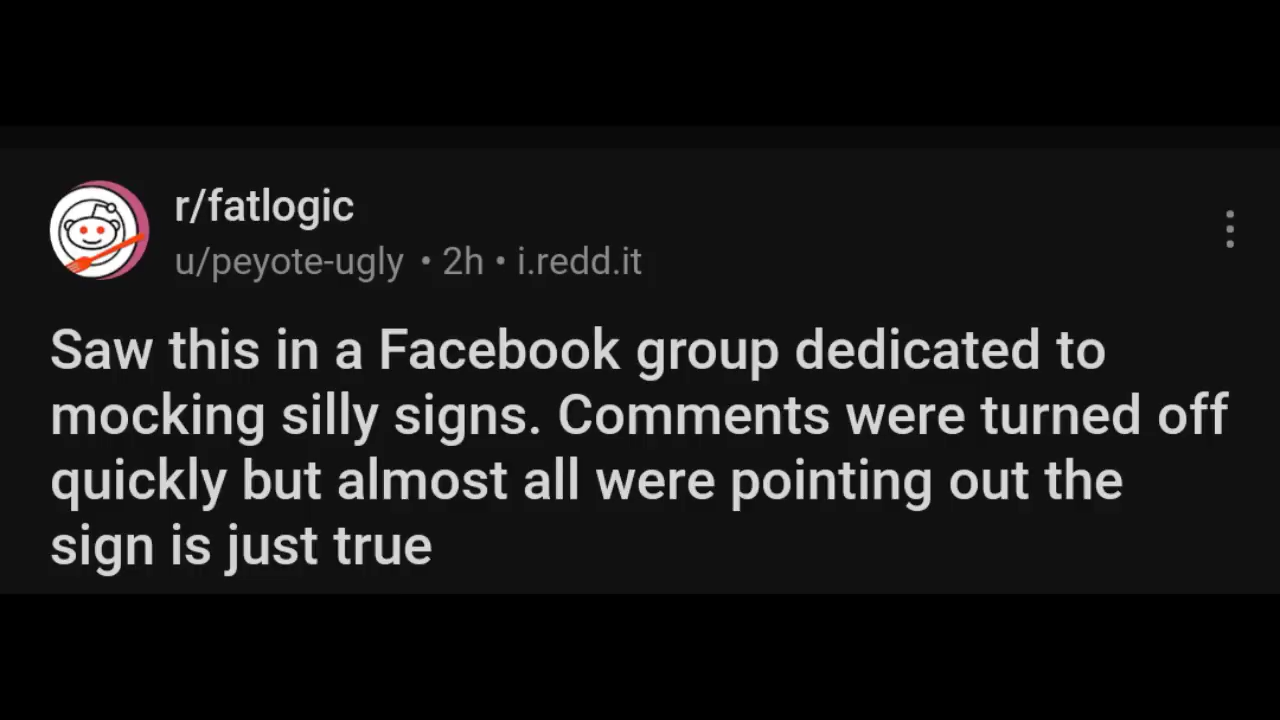 r/fatlogic
u/peyote-ugly • 2h • i.redd.it
Saw this in a Facebook group dedicated to
mocking silly signs. Comments were turned off
quickly but almost all were pointing out the
sign is just true